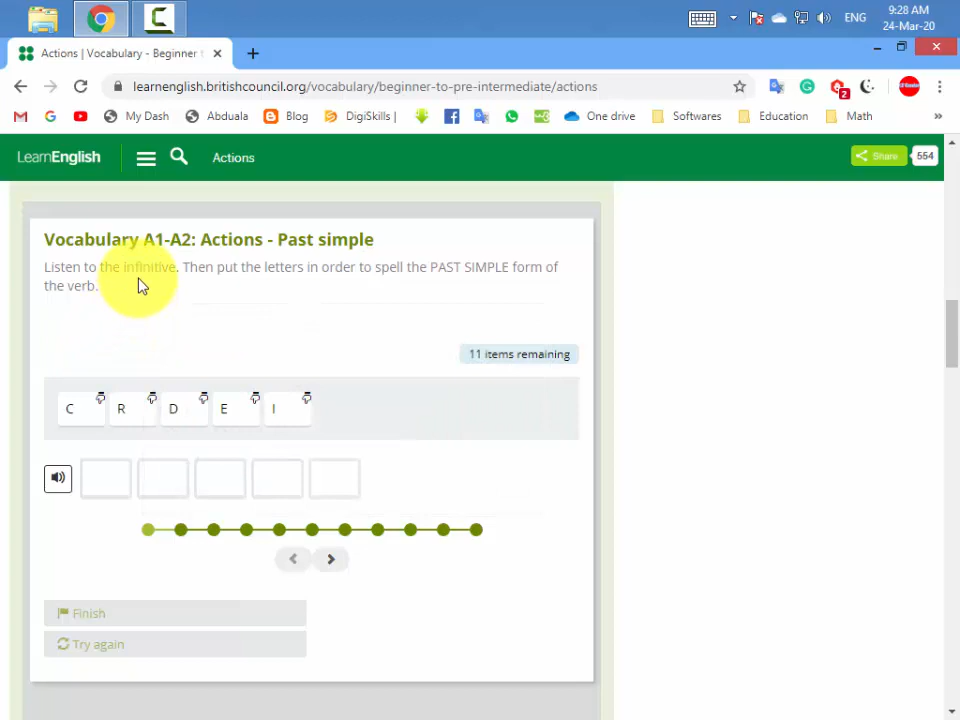 9:28 AM
ENG
24-Mar-20
Actions | Vocabulary - Beginner t
learnenglish.britishcouncil.org/vocabulary/beginner-to-pre-intermediate/actions
2
My Dash
Abduala
Blog
DigiSkills |
One drive
Softwares
Education
Math
»
LearnEnglish
Actions
Share
554
Vocabulary A1-A2: Actions - Past simple
Listen to the infinitive. Then put the letters in order to spell the PAST SIMPLE form of
the verb.
11 items remaining
C R D E I
Finish
Try again